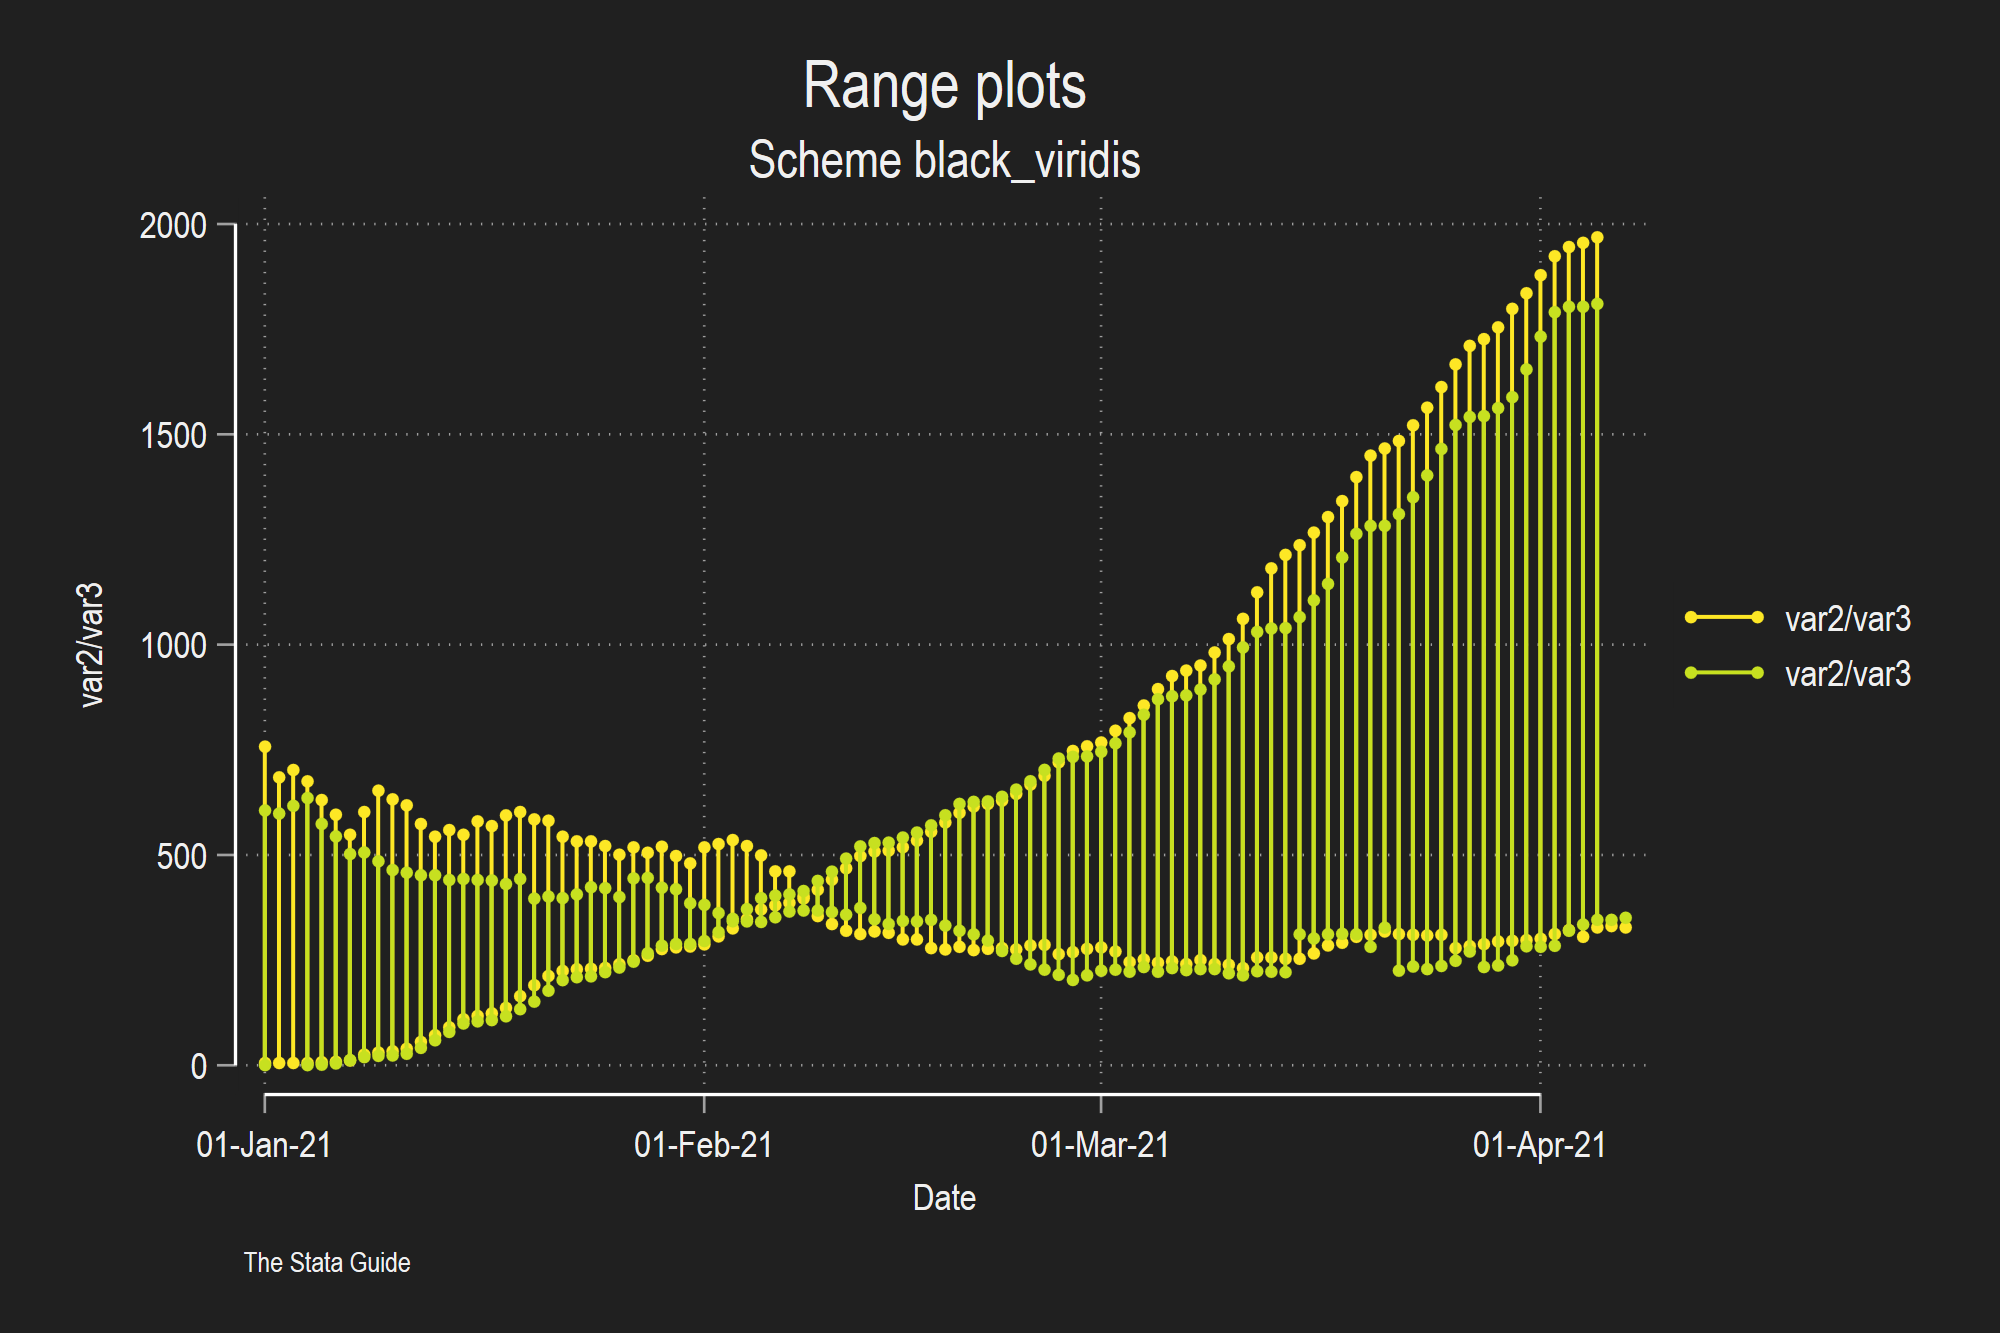 Range plots
Scheme black_viridis
2000
1500
1000
500
0
var2/var3
var2/var3
var2/var3
01-Jan-21
01-Feb-21
01-Mar-21
01-Apr-21
Date
The Stata Guide